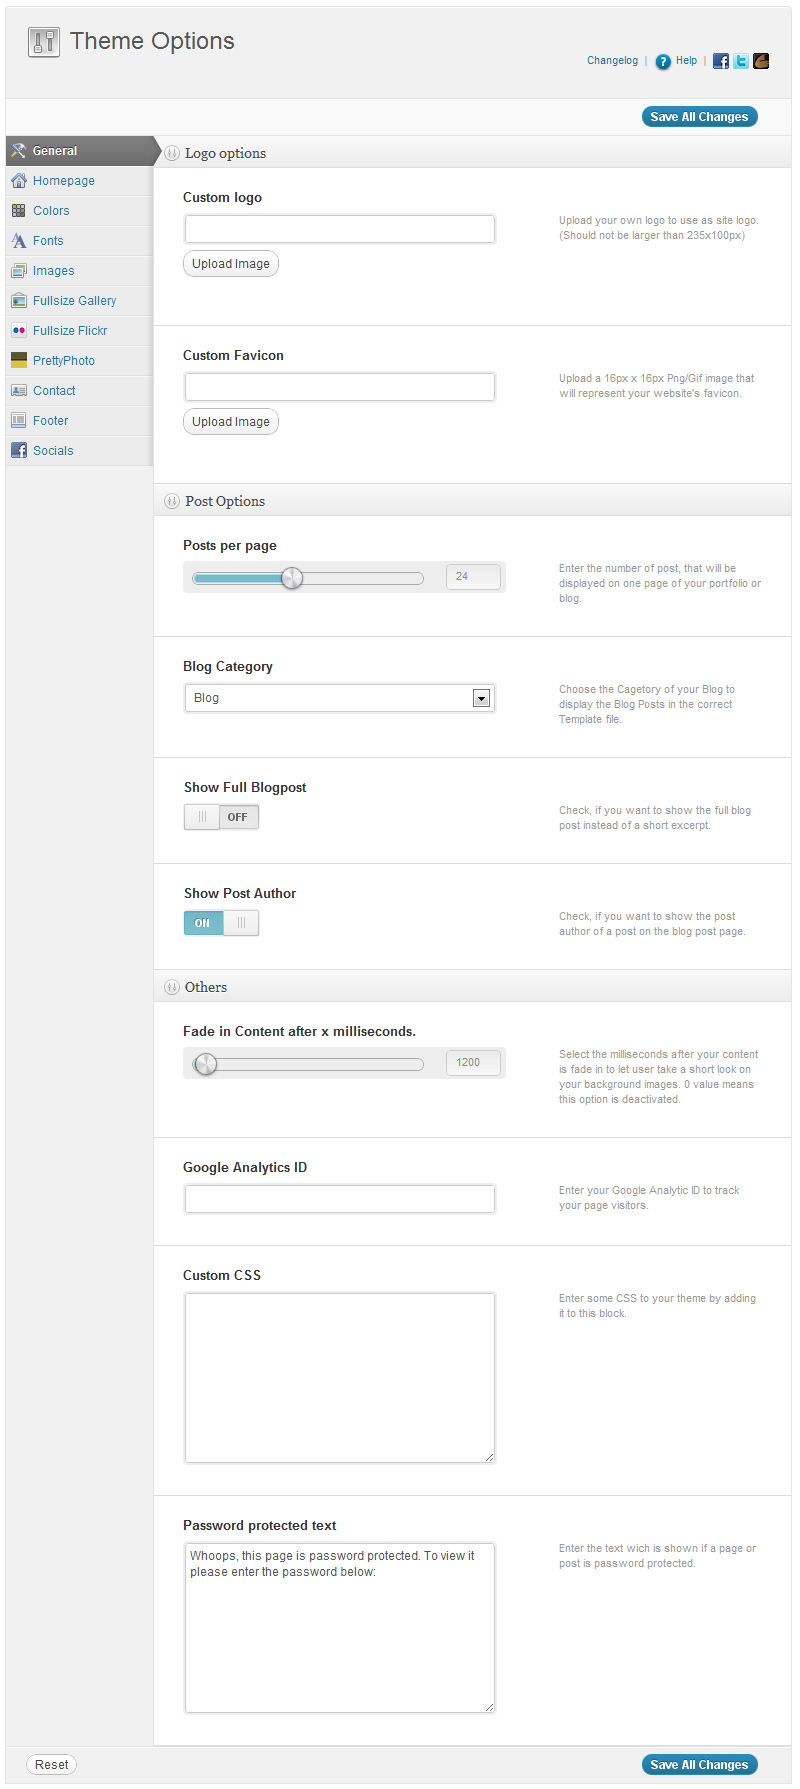 Theme Options
Changelog | ? Help |
Save All Changes
General
Homepage
Colors
Fonts
Images
Fullsize Gallery
Fullsize Flickr
PrettyPhoto
Contact
Footer
Socials
Logo options
Custom logo
Upload Image
Upload your own logo to use as site logo.
(Should not be larger than 235x100px)
Custom Favicon
Upload Image
Upload a 16px x 16px Png/Gif image that
will represent your website's favicon.
Post Options
Posts per page
24
Enter the number of post, that will be
displayed on one page of your portfolio or
blog.
Blog Category
Blog
Choose the Cagetory of your Blog to
display the Blog Posts in the correct
Template file.
Show Full Blogpost
OFF
Check, if you want to show the full blog
post instead of a short excerpt.
Show Post Author
ON
Check, if you want to show the post
author of a post on the blog post page.
Others
Fade in Content after x milliseconds.
1200
Select the milliseconds after your content
is fade in to let user take a short look on
your background images. 0 value means
this option is deactivated.
Google Analytics ID
Enter your Google Analytic ID to track
your page visitors.
Custom CSS
Enter some CSS to your theme by adding
it to this block.
Password protected text
Whoops, this page is password protected. To view it
please enter the password below:
Enter the text wich is shown if a page or
post is password protected.
Reset
Save All Changes